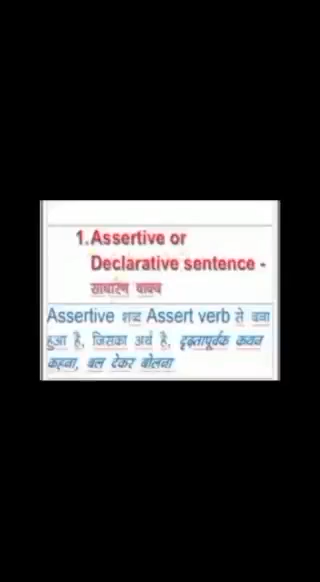 1.Assertive or
Declarative sentence -
साधारण वाक्य
Assertive शब्द Assert verb से बना
हुआ है, जिसका अर्थ है, दृढ़तापूर्वक कथन
कहना, बल देकर बोलना